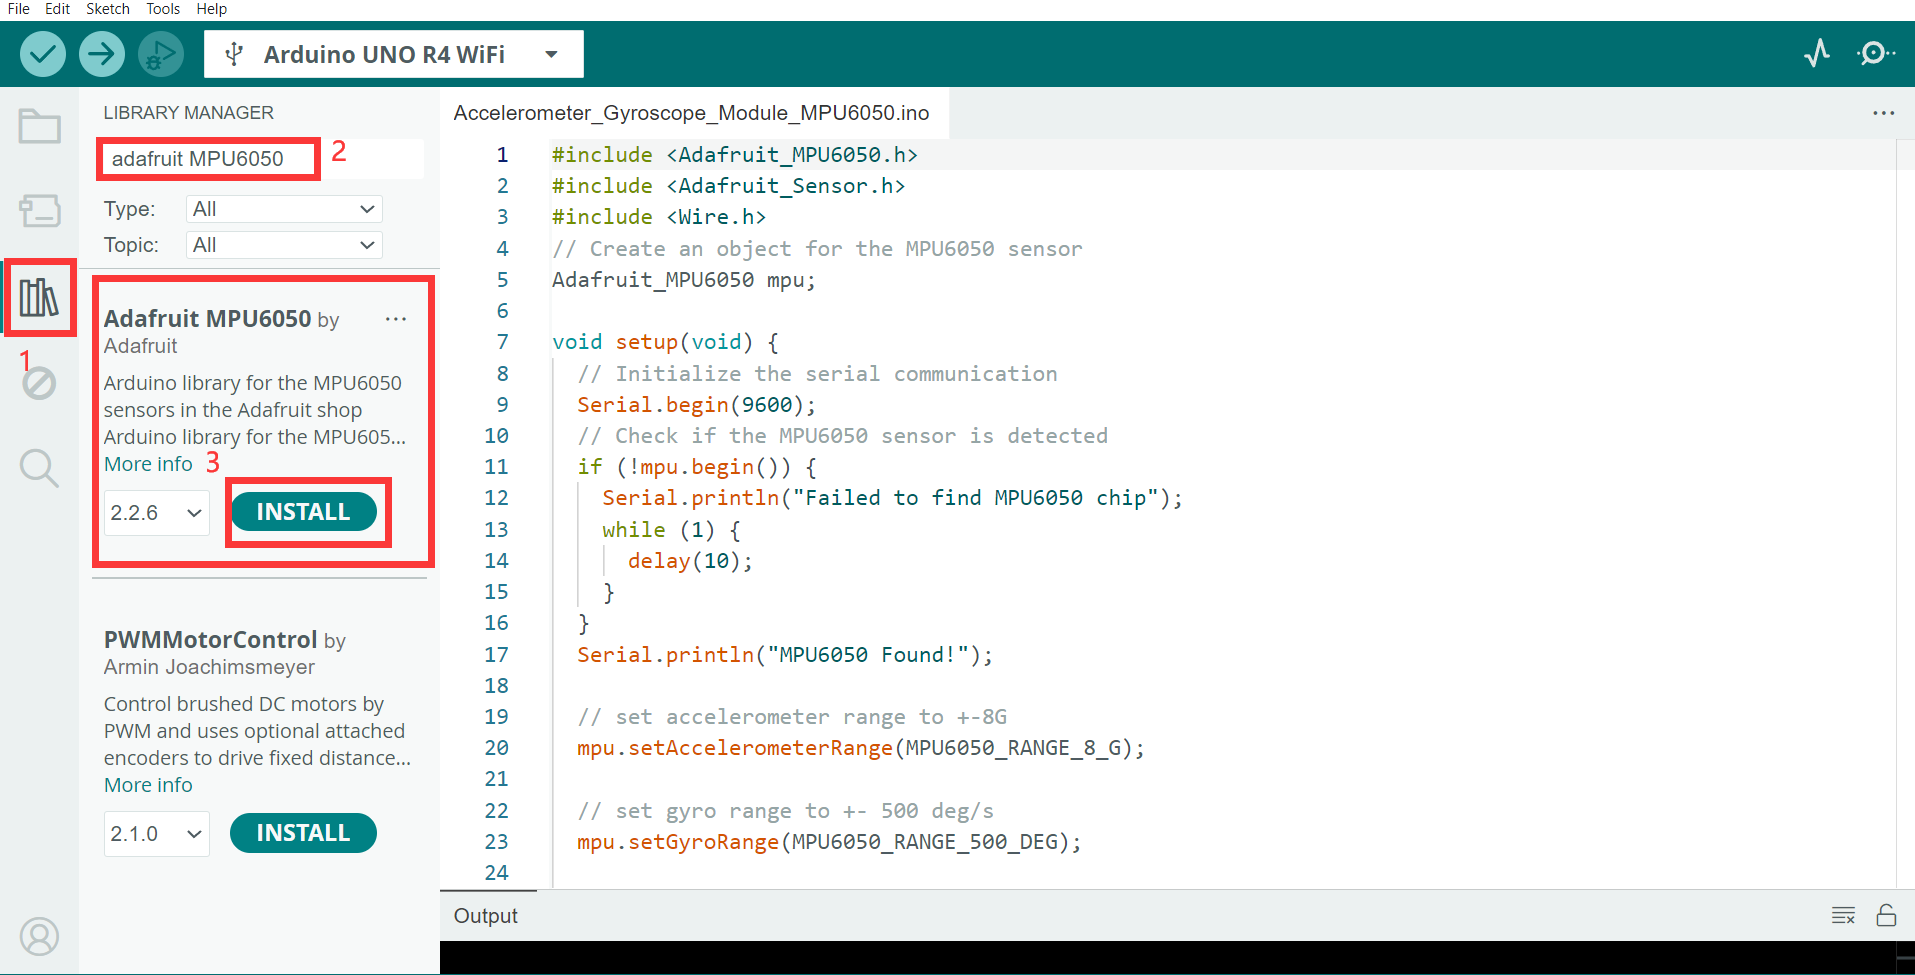 File Edit Sketch Tools Help
Arduino UNO R4 WiFi
LIBRARY MANAGER
adafruit MPU6050
2
Type: All
Topic: All
1
Adafruit MPU6050 by
Adafruit
Arduino library for the MPU6050
sensors in the Adafruit shop
Arduino library for the MPU605...
More info 3
2.2.6 INSTALL
PWMMotorControl by
Armin Joachimsmeyer
Control brushed DC motors by
PWM and uses optional attached
encoders to drive fixed distance...
More info
2.1.0 INSTALL
Accelerometer_Gyroscope_Module_MPU6050.ino
1 #include <Adafruit_MPU6050.h>
2 #include <Adafruit_Sensor.h>
3 #include <Wire.h>
4 // Create an object for the MPU6050 sensor
5 Adafruit_MPU6050 mpu;
6
7 void setup(void) {
8 // Initialize the serial communication
9 Serial.begin(9600);
10 // Check if the MPU6050 sensor is detected
11 if (!mpu.begin()) {
12 Serial.println("Failed to find MPU6050 chip");
13 while (1) {
14 delay(10);
15 }
16 }
17 Serial.println("MPU6050 Found!");
18
19 // set accelerometer range to +-8G
20 mpu.setAccelerometerRange(MPU6050_RANGE_8_G);
21
22 // set gyro range to +- 500 deg/s
23 mpu.setGyroRange(MPU6050_RANGE_500_DEG);
24
Output